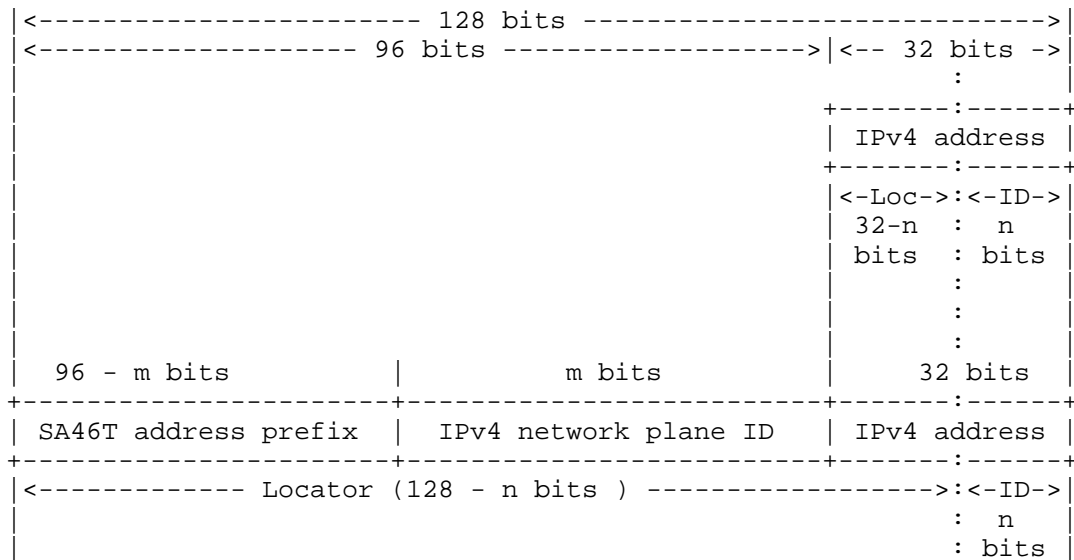 |<------------------------ 128 bits ---------------------------->|
|<-------------------- 96 bits ------------------->|<-- 32 bits ->|
| : |
| +-------:------+
| | IPv4 address |
| +-------:------+
| |<-Loc->:<-ID->|
| | 32-n : n |
| | bits : bits |
| | : |
| | : |
| | : |
| 96 - m bits | m bits | 32 bits |
+----------------------+-------------------------+-------:------+
| SA46T address prefix | IPv4 network plane ID | IPv4 address |
+----------------------+-------------------------+-------:------+
|<------------- Locator (128 - n bits ) ----------------->:<-ID->|
| : n |
| : bits |